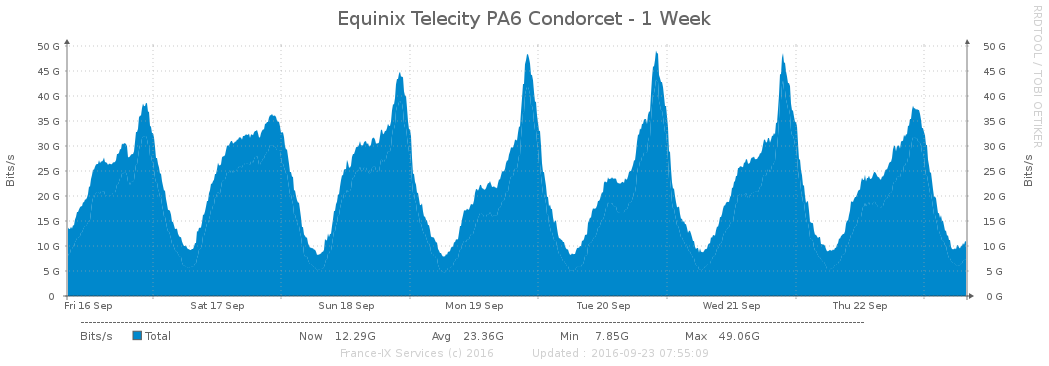 Equinix Telecity PA6 Condorcet - 1 Week
RRDTOOL / TOBI OETIKER
Bits/s
50 G
45 G
40 G
35 G
30 G
25 G
20 G
15 G
10 G
5 G
0
50 G
45 G
40 G
35 G
30 G
25 G
20 G
15 G
10 G
5 G
0 G
Bits/s
Fri 16 Sep Sat 17 Sep Sun 18 Sep Mon 19 Sep Tue 20 Sep Wed 21 Sep Thu 22 Sep
Bits/s Total Now 12.29G Avg 23.36G Min 7.85G Max 49.06G
France-IX Services (c) 2016 Updated : 2016-09-23 07:55:09